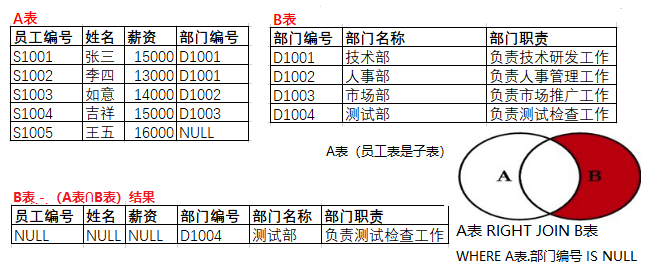 A表
员工编号 姓名 薪资 部门编号
S1001 张三 15000 D1001
S1002 李四 13000 D1001
S1003 如意 14000 D1002
S1004 吉祥 15000 D1003
S1005 王五 16000 NULL
B表
部门编号 部门名称 部门职责
D1001 技术部 负责技术研发工作
D1002 人事部 负责人事管理工作
D1003 市场部 负责市场推广工作
D1004 测试部 负责测试检查工作
A表（员工表是子表）
A B
B表 - （A表∩B表）结果
员工编号 姓名 薪资 部门编号 部门名称 部门职责
NULL NULL NULL D1004 测试部 负责测试检查工作
A表 RIGHT JOIN B表
WHERE A表.部门编号 IS NULL